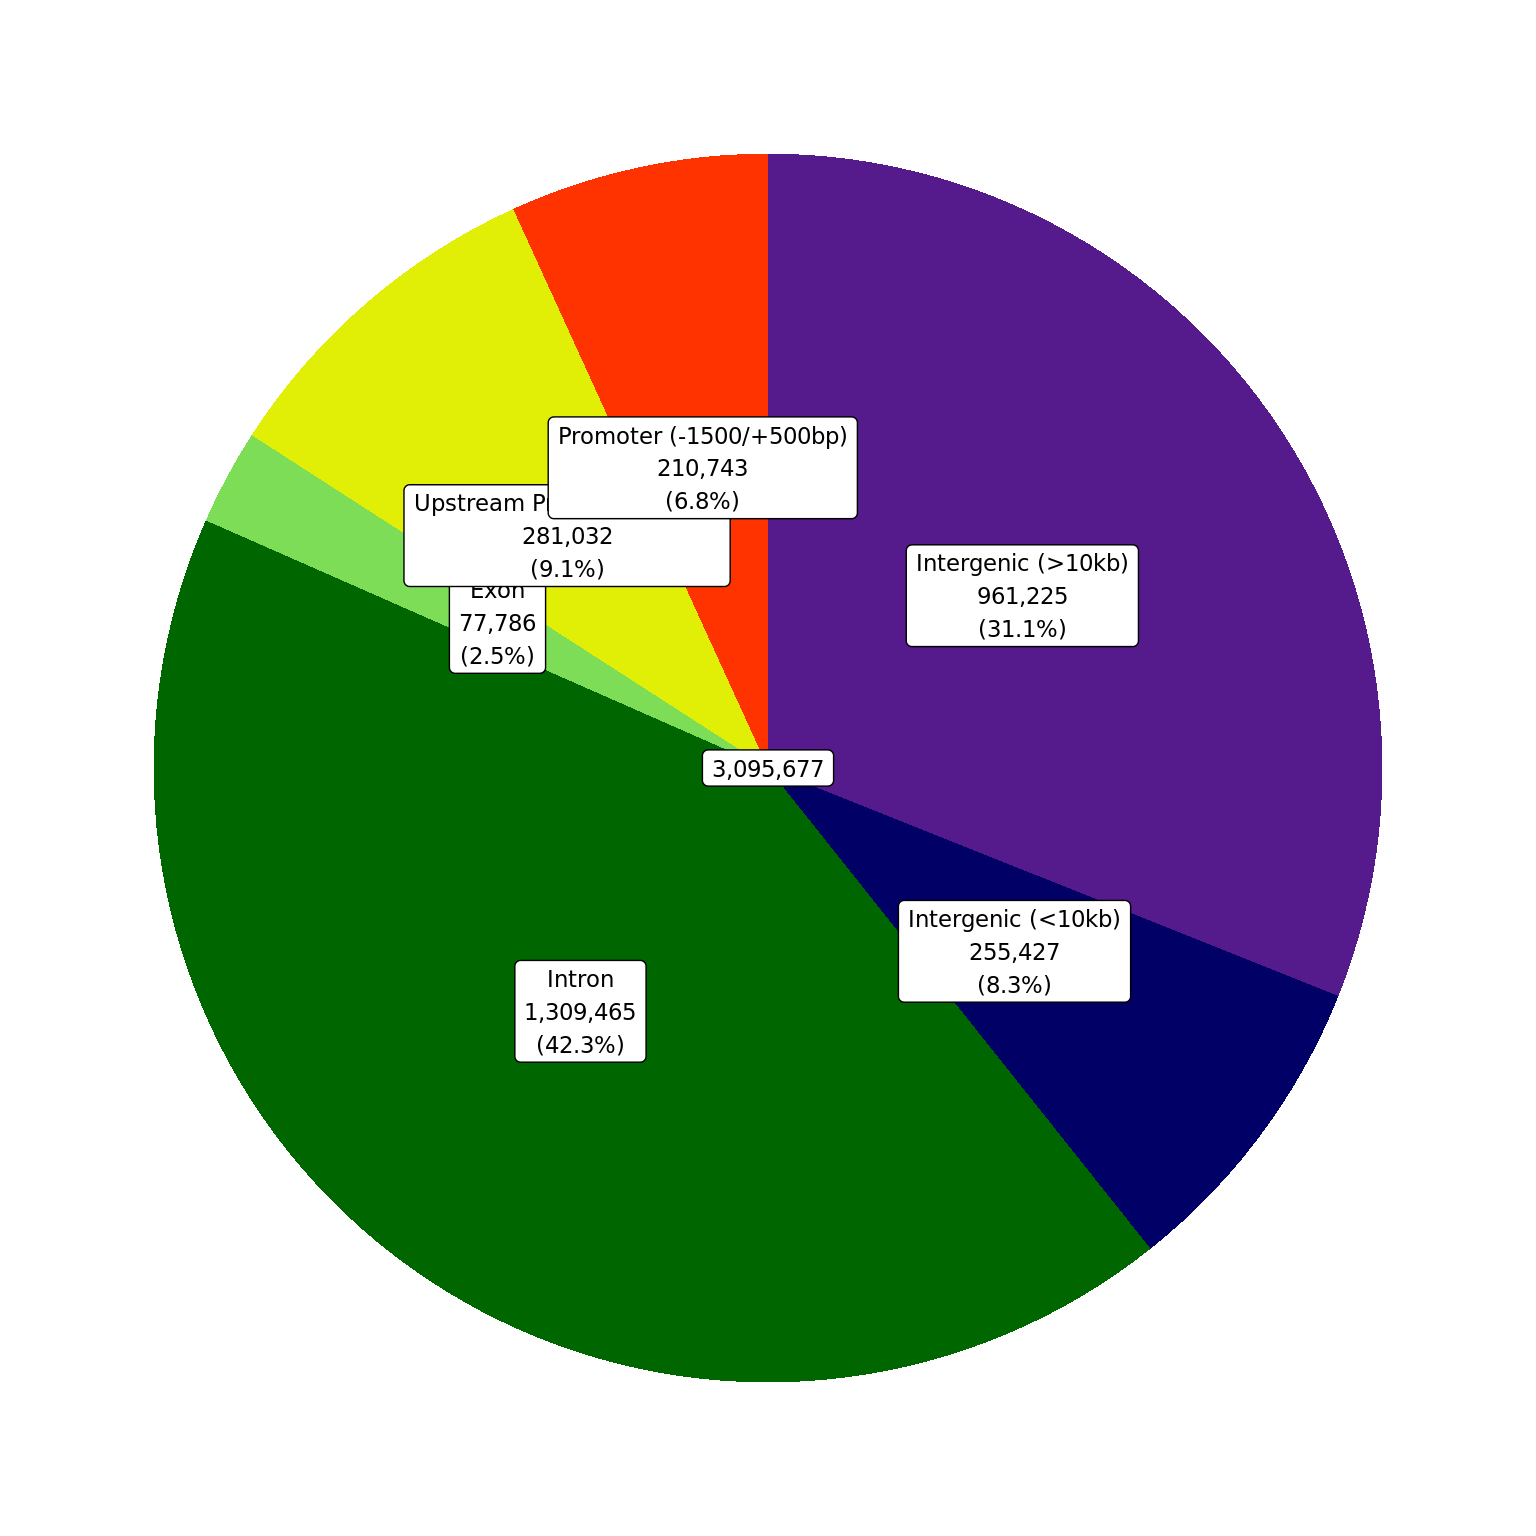 Promoter (-1500/+500bp)
210,743
(6.8%)
Upstream
281,032
(9.1%)
Exon
77,786
(2.5%)
Intergenic (>10kb)
961,225
(31.1%)
3,095,677
Intergenic (<10kb)
255,427
(8.3%)
Intron
1,309,465
(42.3%)